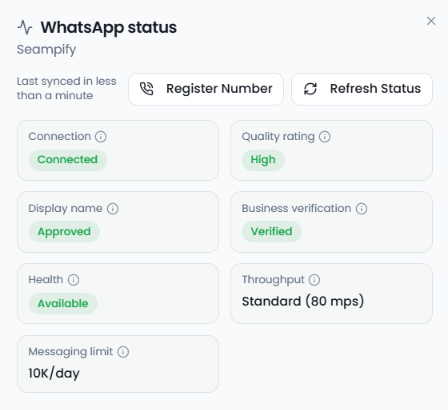 WhatsApp status
Seampify
Last synced in less
than a minute
Register Number
Refresh Status
Connection
Connected
Quality rating
High
Display name
Approved
Business verification
Verified
Health
Available
Throughput
Standard (80 mps)
Messaging limit
10K/day